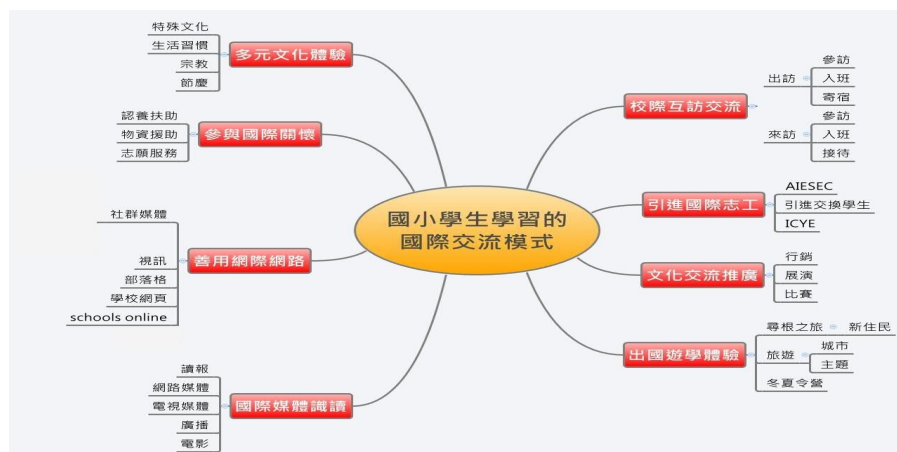 國小學生學習的
國際交流模式
多元文化體驗
特殊文化
生活習慣
宗教
節慶
參與國際關懷
認養扶助
物資援助
志願服務
善用網際網路
社群媒體
視訊
部落格
學校網頁
schools online
國際媒體識讀
讀報
網路媒體
電視媒體
廣播
電影
校際互訪交流
出訪
參訪
入班
寄宿
來訪
參訪
入班
接待
引進國際志工
AIESEC
引進交換學生
ICYE
文化交流推廣
行銷
展演
比賽
出國遊學體驗
尋根之旅
新住民
旅遊
城市
主題
冬夏令營